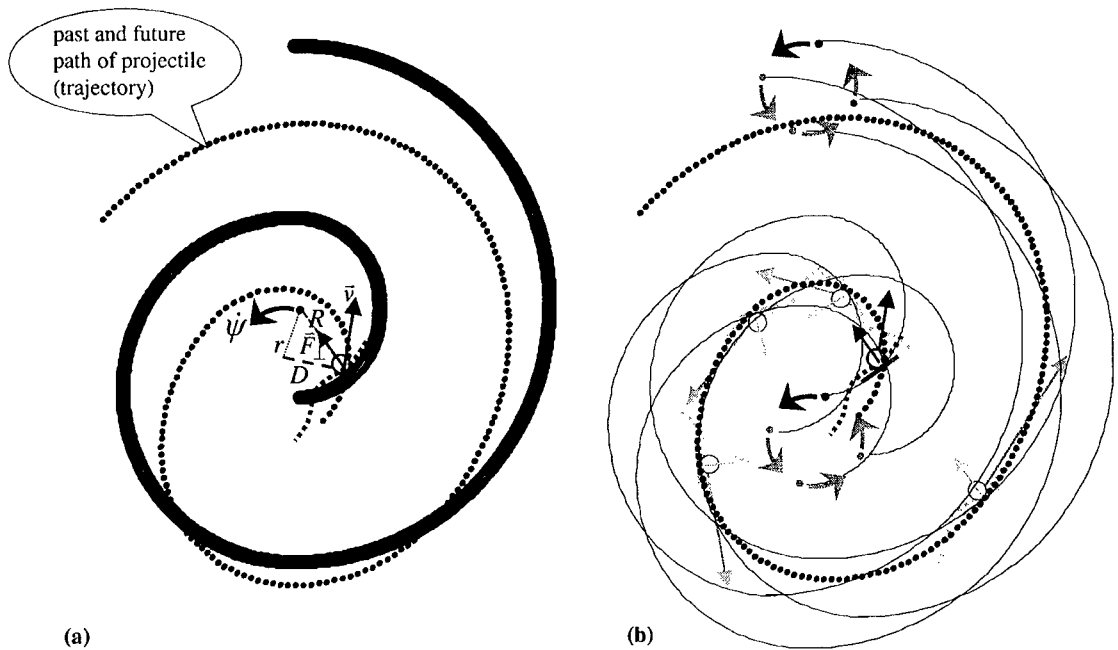 past and future
path of projectile
(trajectory)
v⃗
ψ̇
R
r
F⃗
D
(a)
(b)